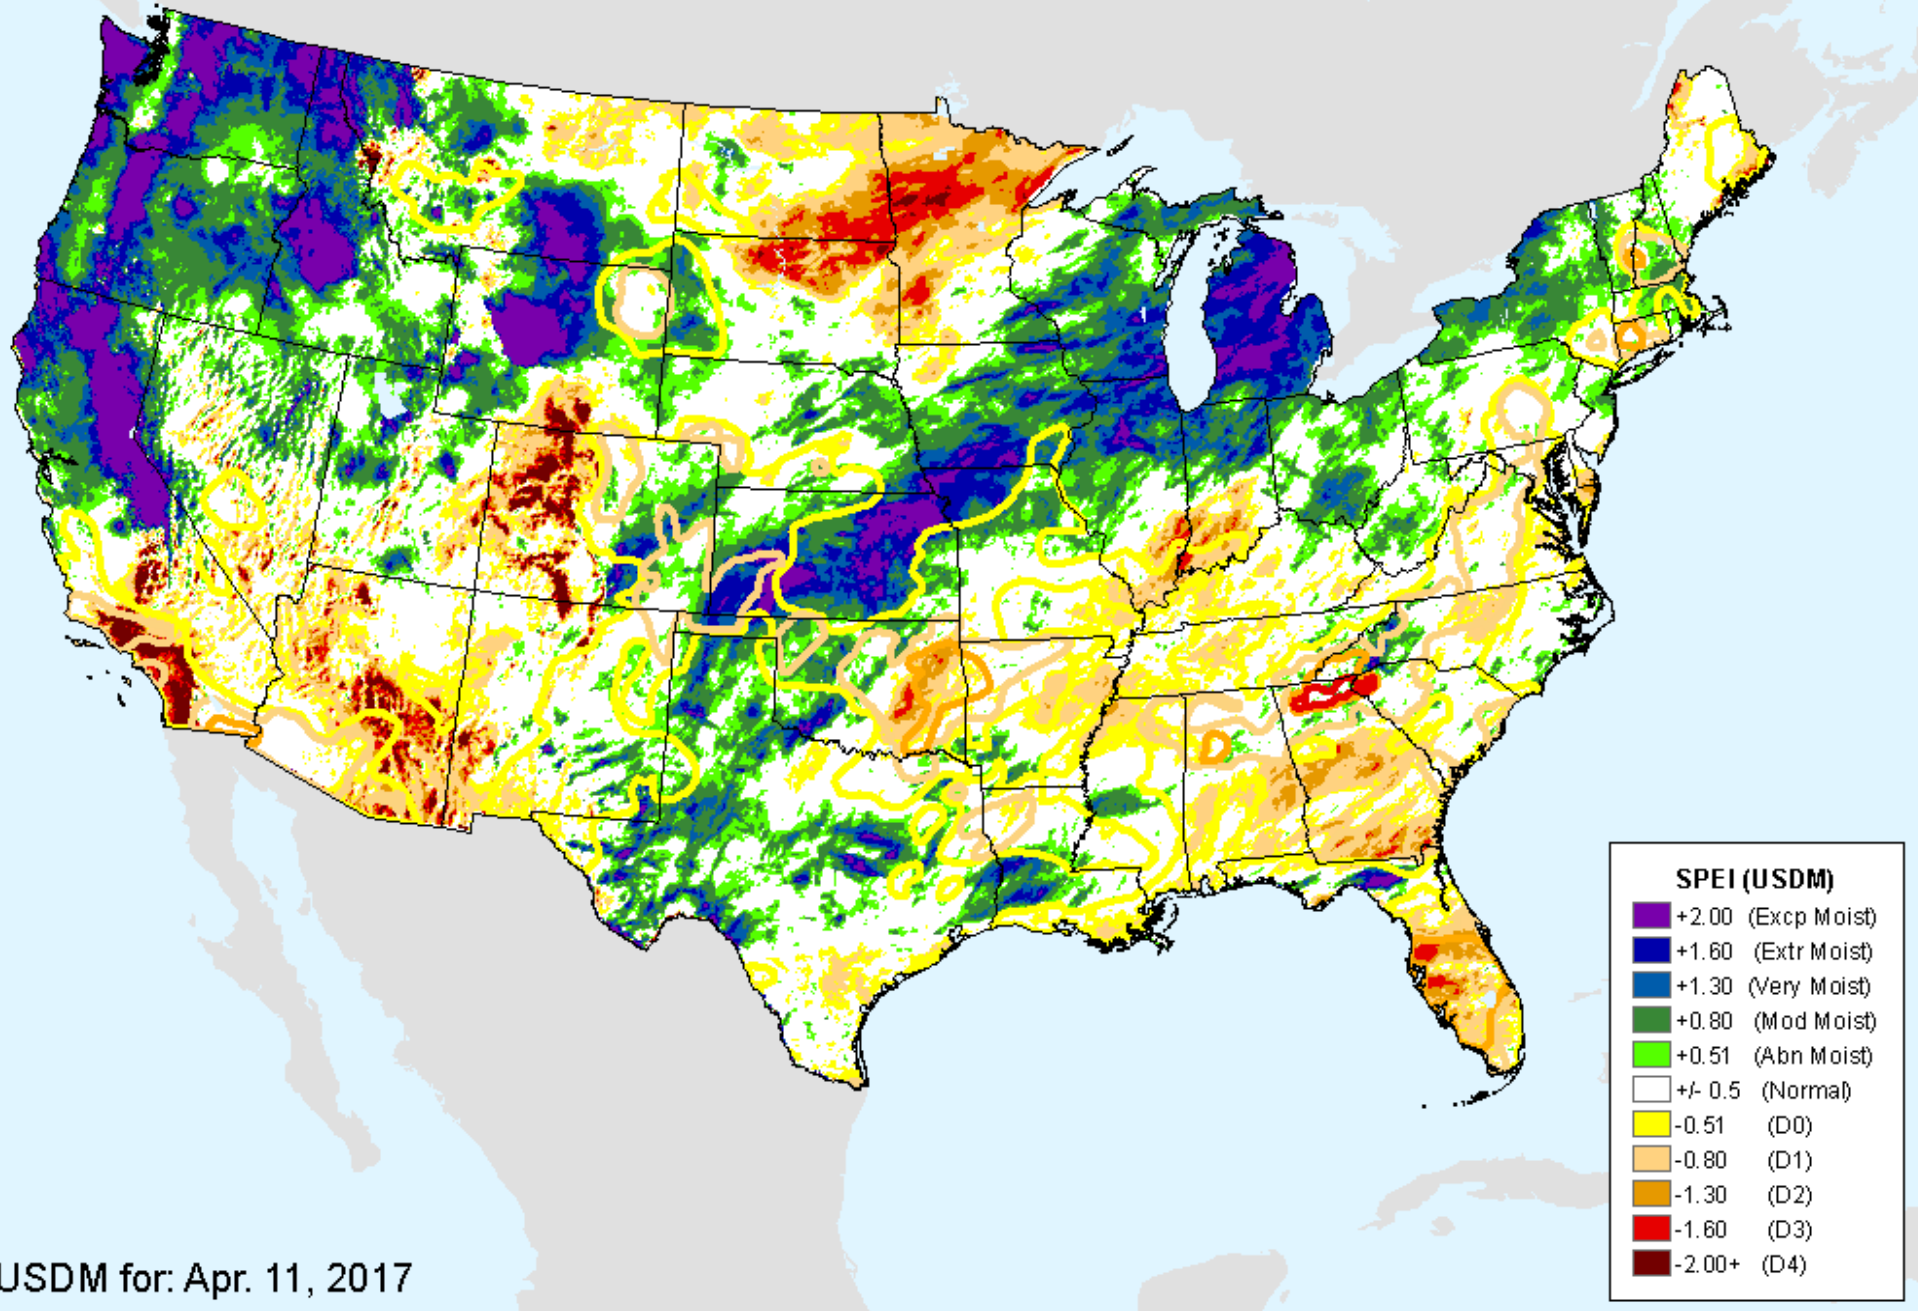 SPEI (USDM)
+2.00 (Excp Moist)
+1.60 (Extr Moist)
+1.30 (Very Moist)
+0.80 (Mod Moist)
+0.51 (Abn Moist)
+/- 0.5 (Normal)
-0.51 (D0)
-0.80 (D1)
-1.30 (D2)
-1.60 (D3)
-2.00+ (D4)
USDM for: Apr. 11, 2017